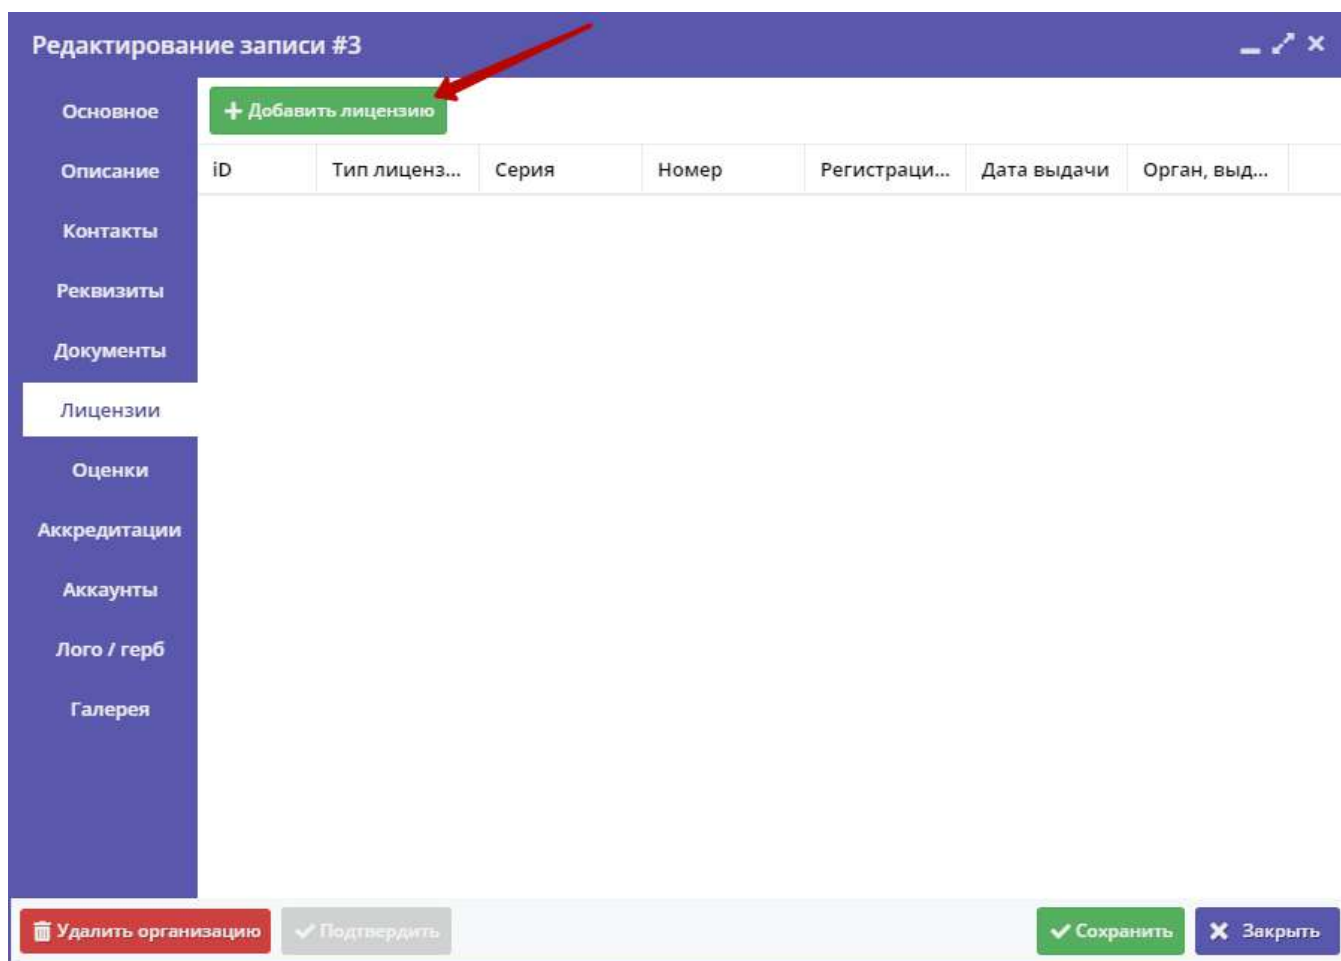 Редактирование записи #3
Основное
Описание
Контакты
Реквизиты
Документы
Лицензии
Оценки
Аккредитации
Аккаунты
Лого / герб
Галерея
Добавить лицензию
iD Тип лиценз... Серия Номер Регистраци... Дата выдачи Орган, выд...
Удалить организацию Подтвердить Сохранить Закрыть